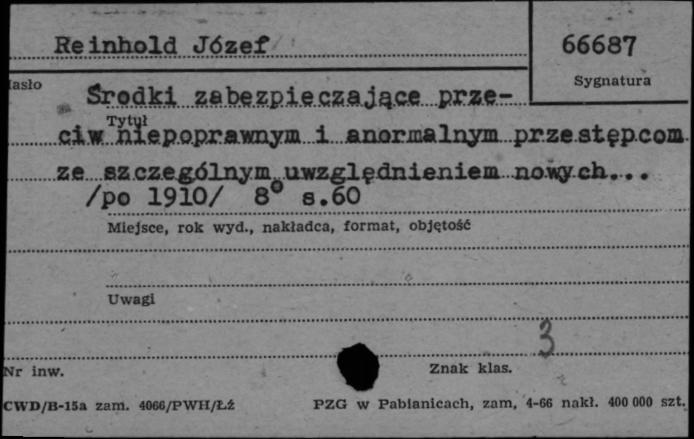 Reinhold Józef
66687
Sygnatura
Hasło
Środki zabezpieczające prze-
Tytuł
ciw niepoprawnym i anormalnym przestępcom
ze szczególnym uwzględnieniem nowych...
/po 1910/ 8° s.60
Miejsce, rok wyd., nakładca, format, objętość
Uwagi
3
Nr inw.
Znak klas.
CWD/B-15a zam. 4066/PWH/Łż
PZG w Pabianicach, zam, 4-66 nakł. 400 000 szt.